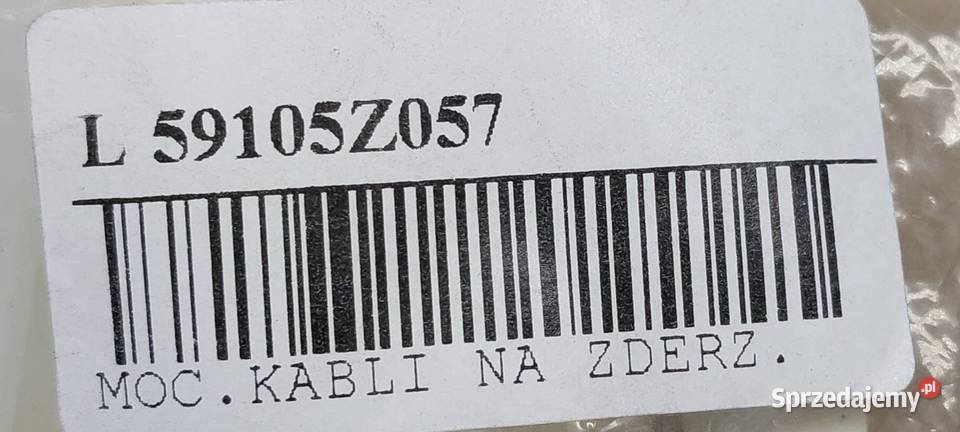 L 59105Z057
MOC.KABLI NA ZDERZ.
Sprzedajemy.pl